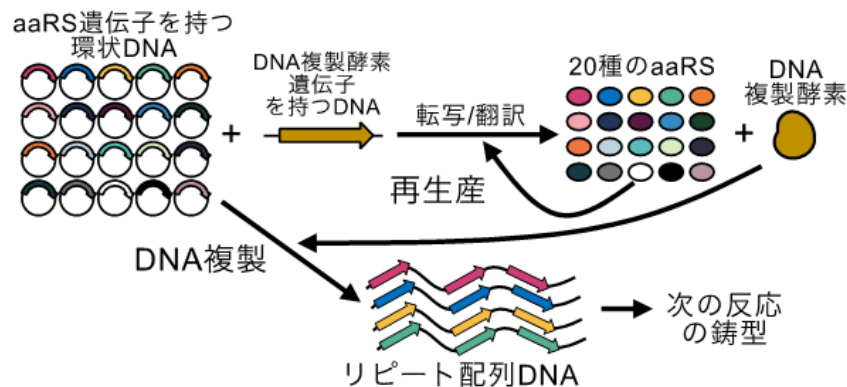 aaRS遺伝子を持つ
環状DNA
+
DNA複製酵素
遺伝子
を持つDNA
転写/翻訳
20種のaaRS
+
DNA
複製酵素
再生産
DNA複製
リピート配列DNA
次の反応
の鋳型